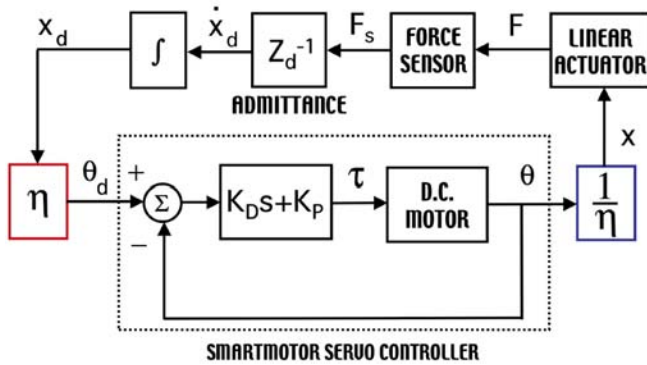 x_d
∫
ẋ_d
Z_d^-1
F_s
FORCE SENSOR
F
LINEAR ACTUATOR
ADMITTANCE
x
η
θ_d
+
Σ
−
K_D s+K_P
τ
D.C. MOTOR
θ
1/η
SMARTMOTOR SERVO CONTROLLER